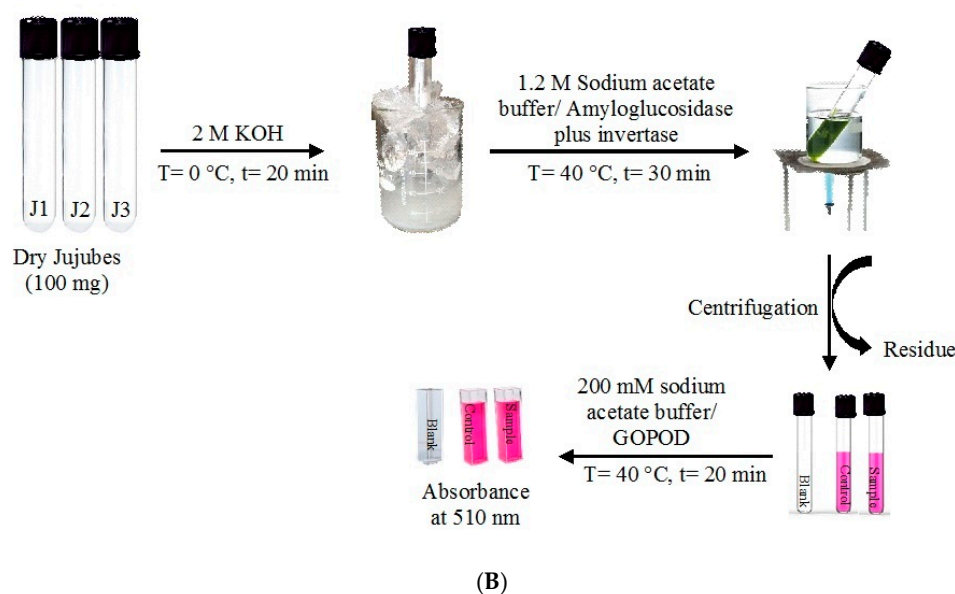 J1 J2 J3
Dry Jujubes
(100 mg)
2 M KOH
T= 0 °C, t= 20 min
1.2 M Sodium acetate
buffer/ Amyloglucosidase
plus invertase
T= 40 °C, t= 30 min
Centrifugation
Residue
Blank
Control
Sample
200 mM sodium
acetate buffer/
GOPOD
T= 40 °C, t= 20 min
Blank
Control
Sample
Absorbance
at 510 nm
(B)